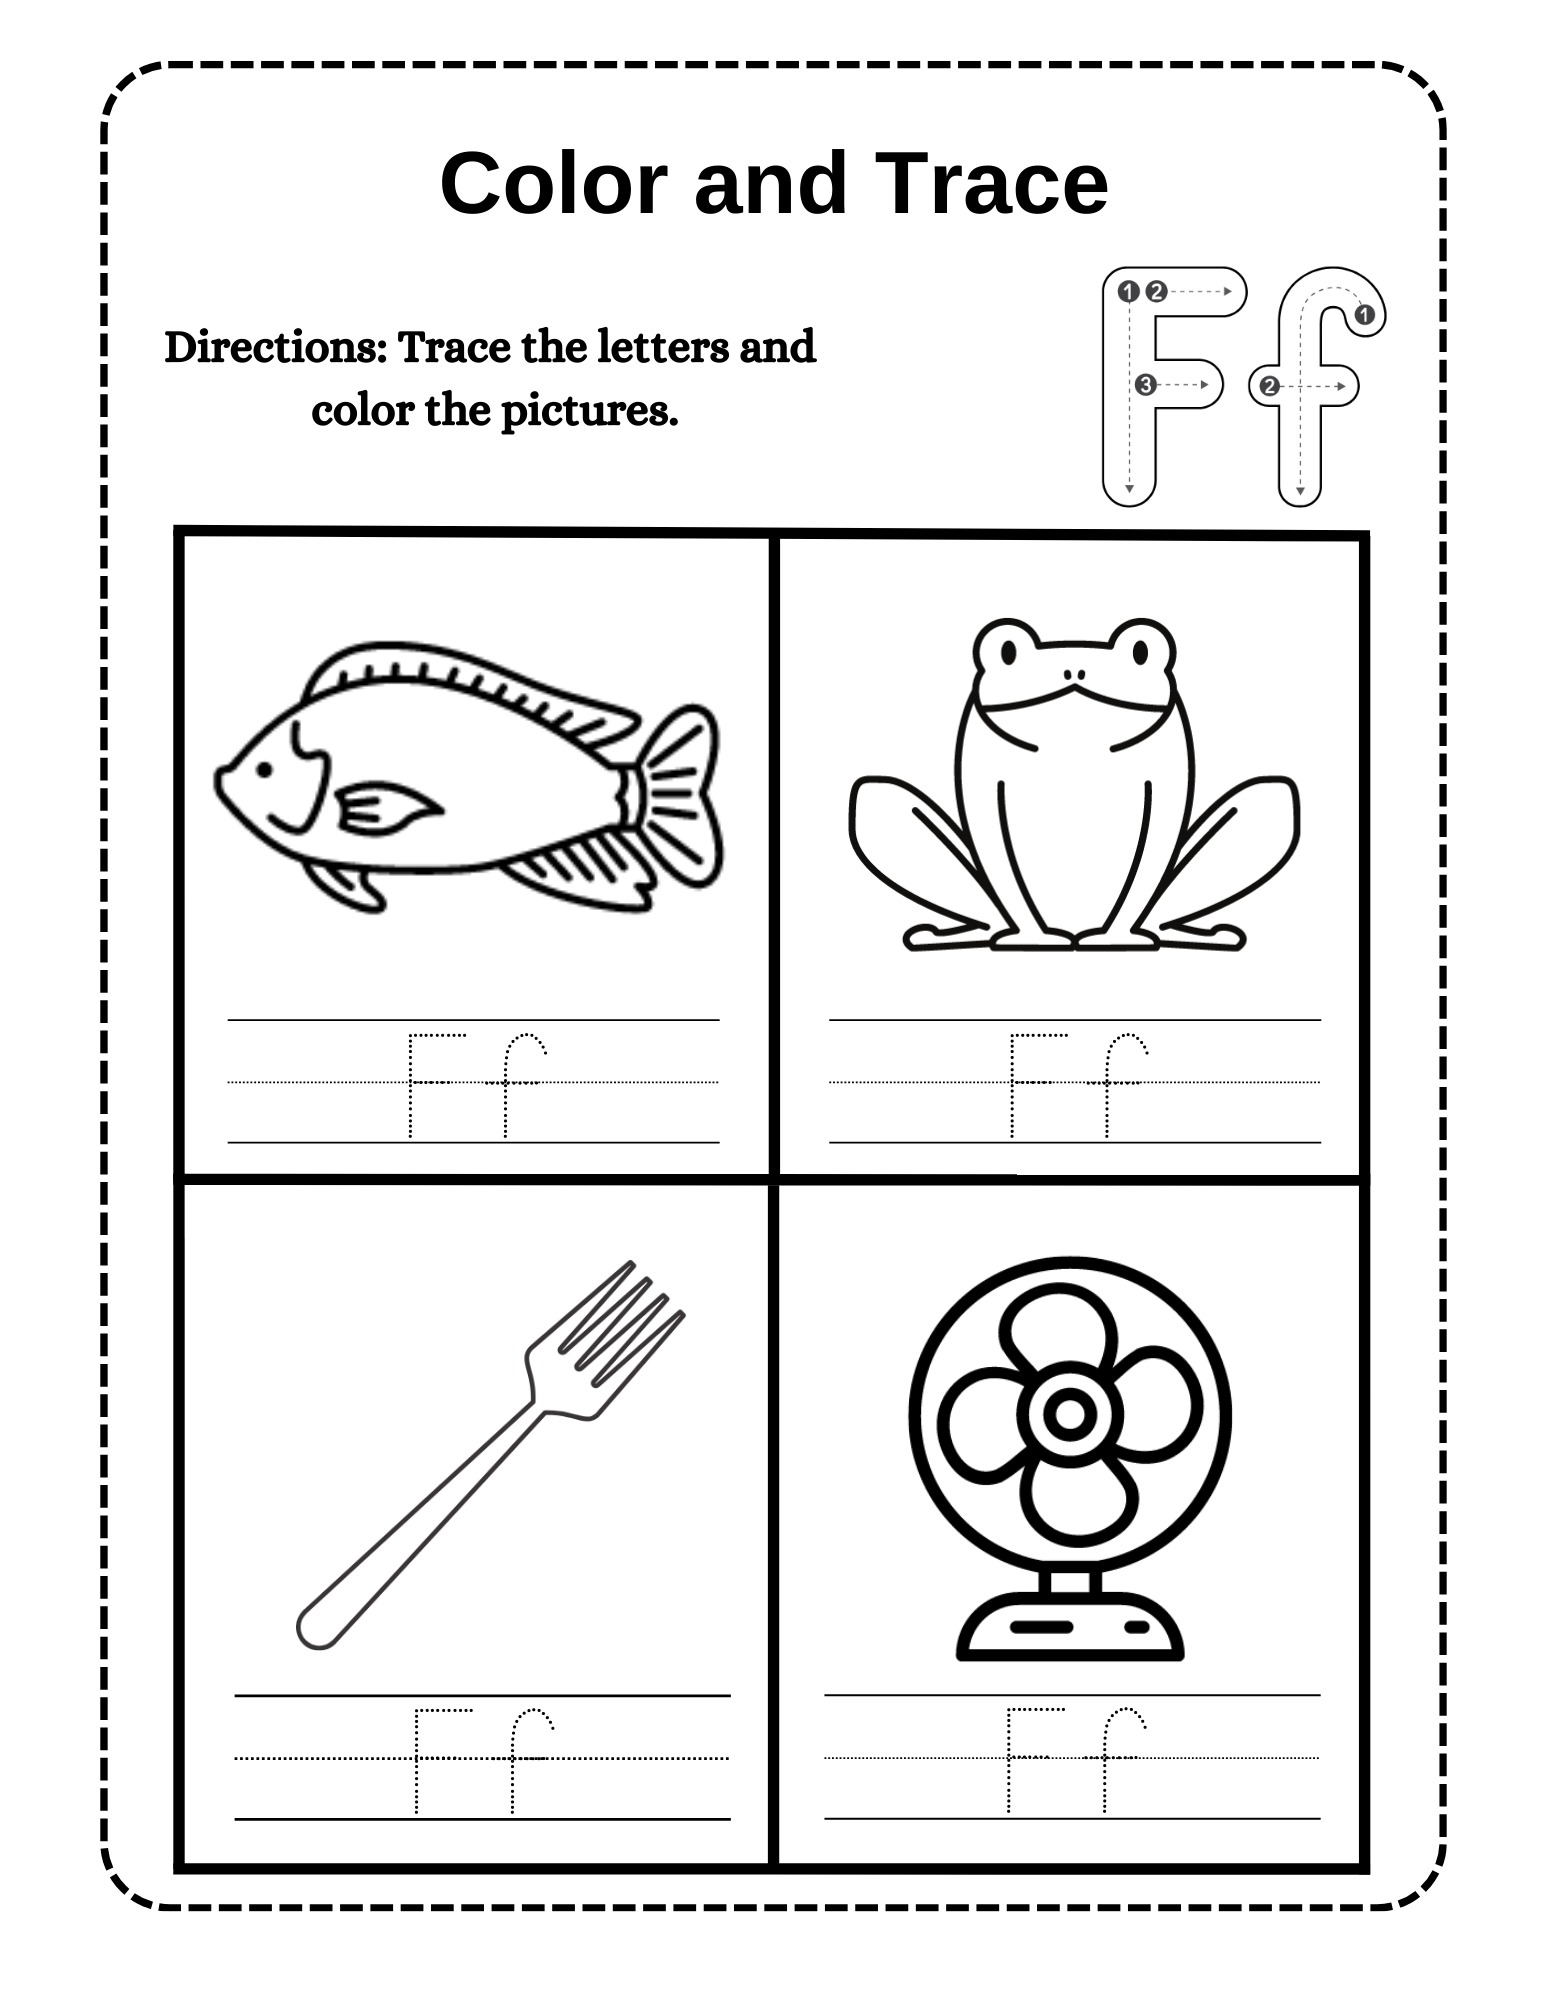 Color and Trace
Directions: Trace the letters and
color the pictures.
1 2 3
1 2
Ff
Ff
Ff
Ff
Ff